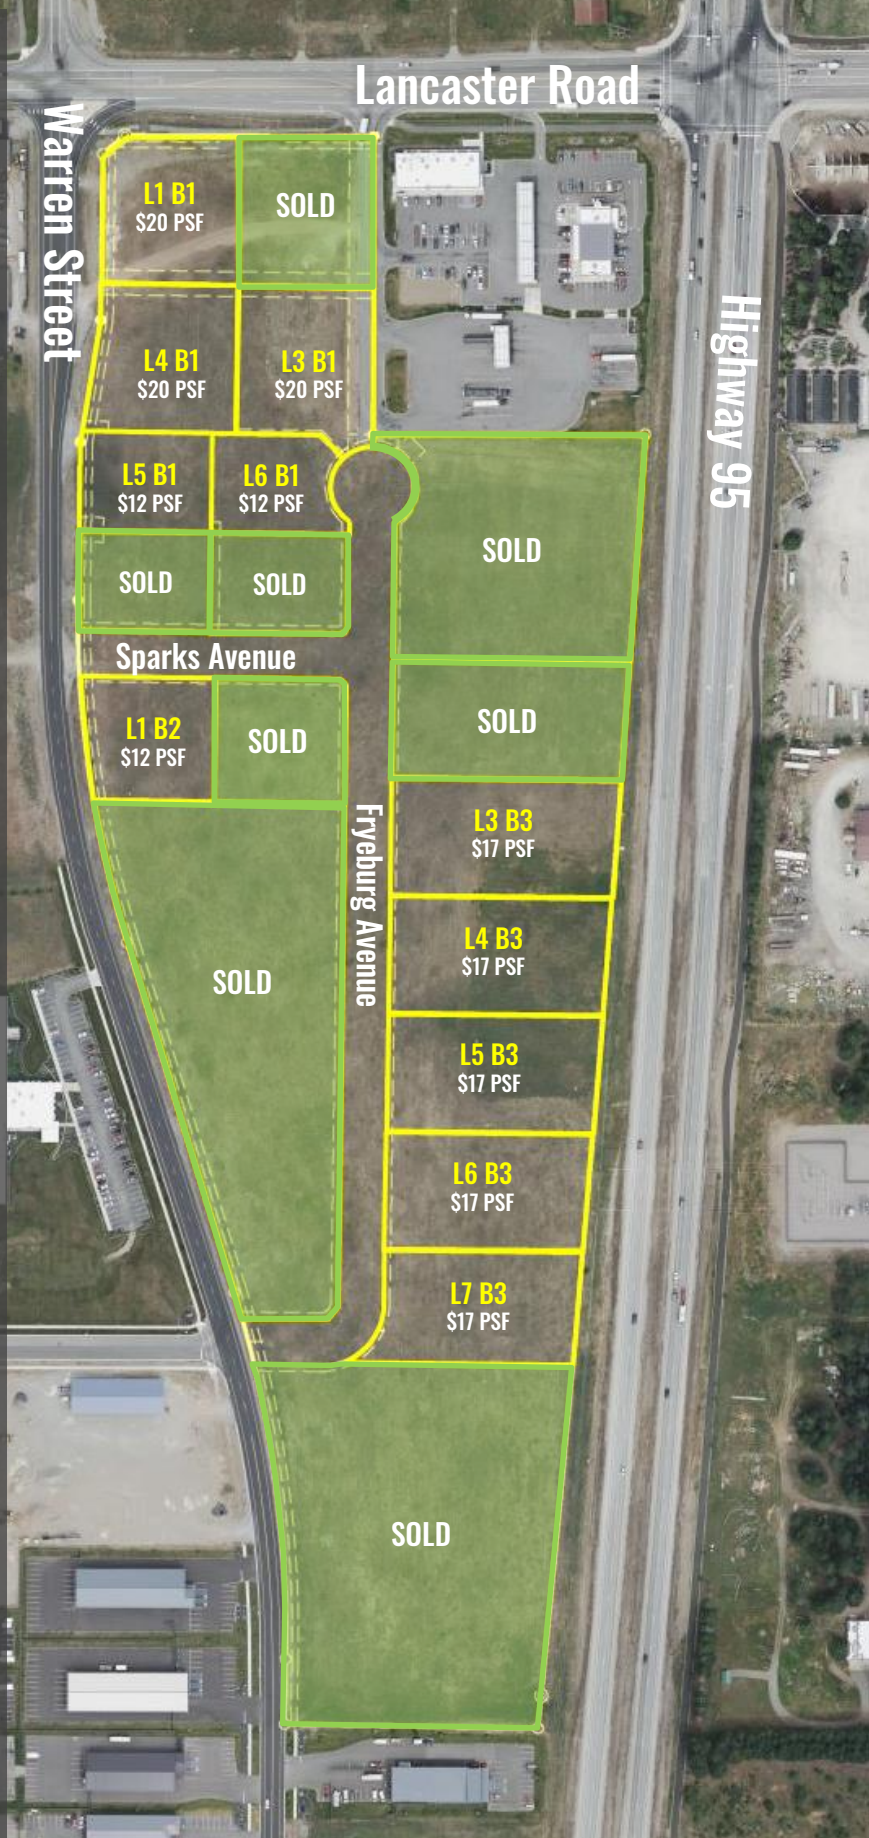 Lancaster Road
Warren Street
L1 B1
$20 PSF
SOLD
Highway 95
L4 B1
$20 PSF
L3 B1
$20 PSF
L5 B1
$12 PSF
L6 B1
$12 PSF
SOLD
SOLD
SOLD
Sparks Avenue
L1 B2
$12 PSF
SOLD
SOLD
Fryeburg Avenue
L3 B3
$17 PSF
L4 B3
$17 PSF
SOLD
L5 B3
$17 PSF
L6 B3
$17 PSF
L7 B3
$17 PSF
SOLD